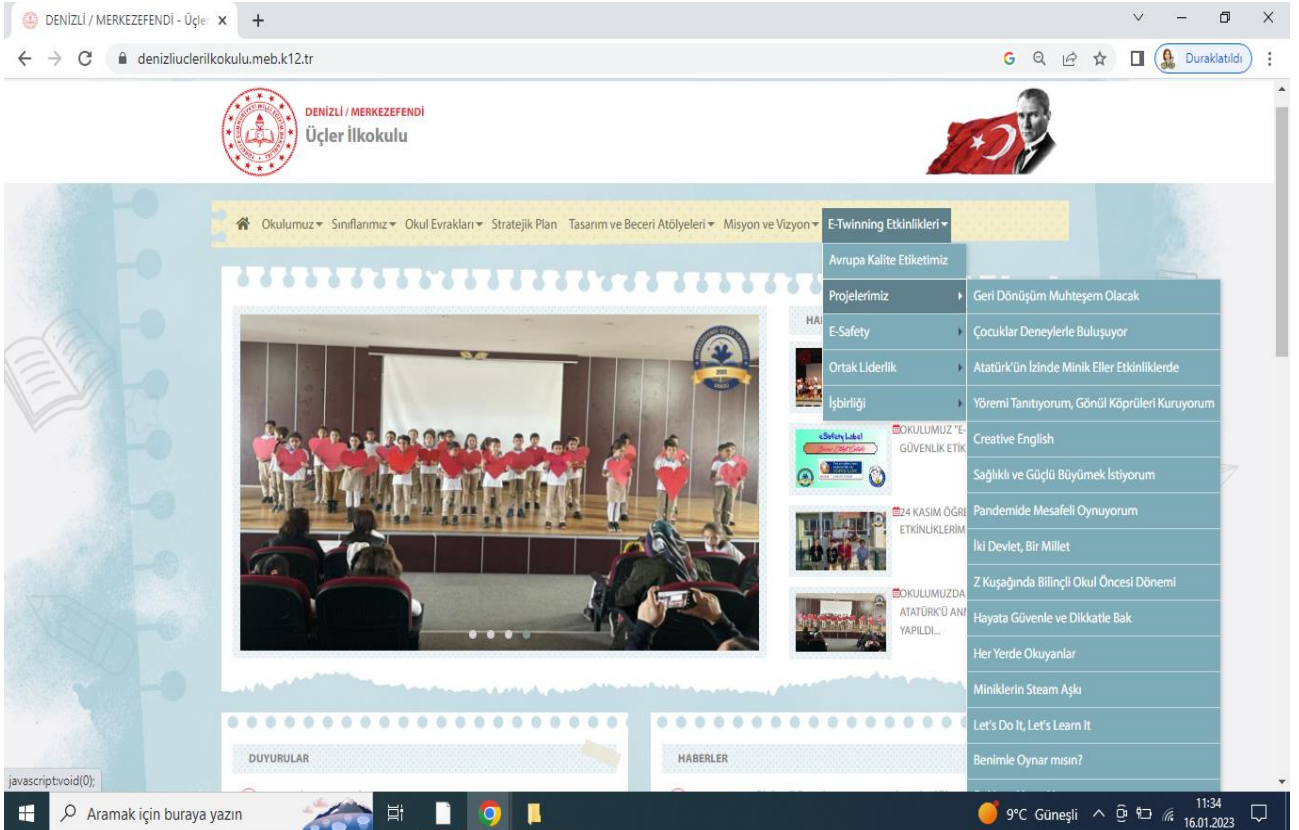 DENİZLİ / MERKEZEFENDİ - Üçler
denizliuclerilkokulu.meb.k12.tr
Duraklatıldı
DENİZLİ / MERKEZEFENDİ
Üçler İlkokulu
Okulumuz Sınıflarımız Okul Evrakları Stratejik Plan Tasarım ve Beceri Atölyeleri Misyon ve Vizyon E-Twinning Etkinlikleri
Avrupa Kalite Etiketimiz
Projelerimiz
E-Safety
Ortak Liderlik
İşbirliği
Geri Dönüşüm Muhteşem Olacak
Çocuklar Deneylerle Buluşuyor
Atatürk'ün İzinde Minik Eller Etkinliklerde
Yöremi Tanıtıyorum, Gönül Köprüleri Kuruyorum
Creative English
Sağlıklı ve Güçlü Büyümek İstiyorum
Pandemide Mesafeli Oynuyorum
İki Devlet, Bir Millet
Z Kuşağında Bilinçli Okul Öncesi Dönemi
Hayata Güvenle ve Dikkatle Bak
Her Yerde Okuyanlar
Miniklerin Steam Aşkı
Let's Do It, Let's Learn It
Benimle Oynar mısın?
HA
eSafety Label
OKULUMUZ "E-
GÜVENLİK ETİK
24 KASIM ÖĞRE
ETKİNLİKLERİM
OKULUMUZDA
ATATÜRK'Ü ANM
YAPILDI...
DUYURULAR
HABERLER
javascript:void(0);
Aramak için buraya yazın
9°C Güneşli
11:34
16.01.2023